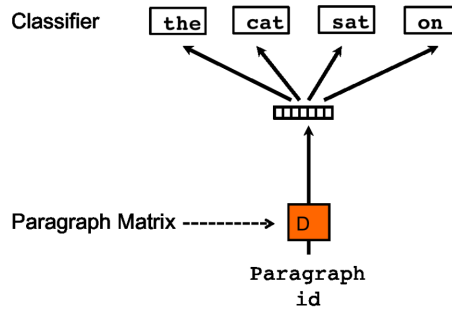 Classifier the cat sat on
Paragraph Matrix D
Paragraph
id